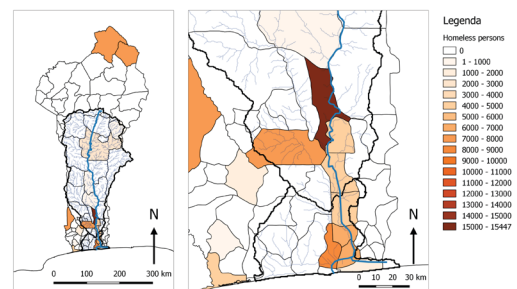 N
0 100 200 300 km
N
0 10 20 30 km
Legenda
Homeless persons
0
1 - 1000
1000 - 2000
2000 - 3000
3000 - 4000
4000 - 5000
5000 - 6000
6000 - 7000
7000 - 8000
8000 - 9000
9000 - 10000
10000 - 11000
11000 - 12000
12000 - 13000
13000 - 14000
14000 - 15000
15000 - 15447